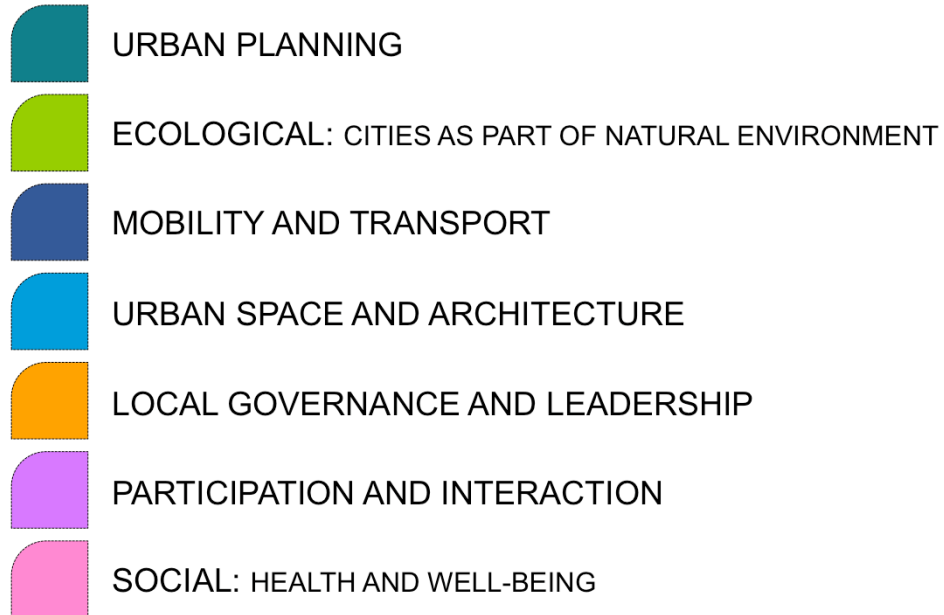 URBAN PLANNING
ECOLOGICAL: CITIES AS PART OF NATURAL ENVIRONMENT
MOBILITY AND TRANSPORT
URBAN SPACE AND ARCHITECTURE
LOCAL GOVERNANCE AND LEADERSHIP
PARTICIPATION AND INTERACTION
SOCIAL: HEALTH AND WELL-BEING